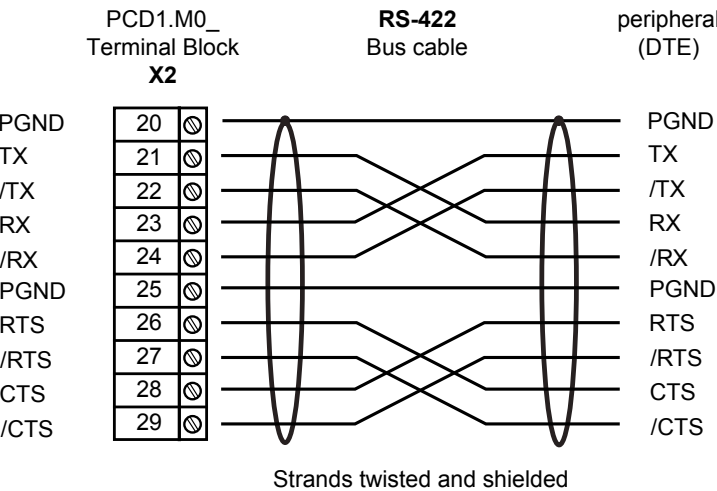 PCD1.M0_ RS-422 peripheral
Terminal Block Bus cable (DTE)
X2
PGND 20 PGND
TX 21 TX
/TX 22 /TX
RX 23 RX
/RX 24 /RX
PGND 25 PGND
RTS 26 RTS
/RTS 27 /RTS
CTS 28 CTS
/CTS 29 /CTS
Strands twisted and shielded